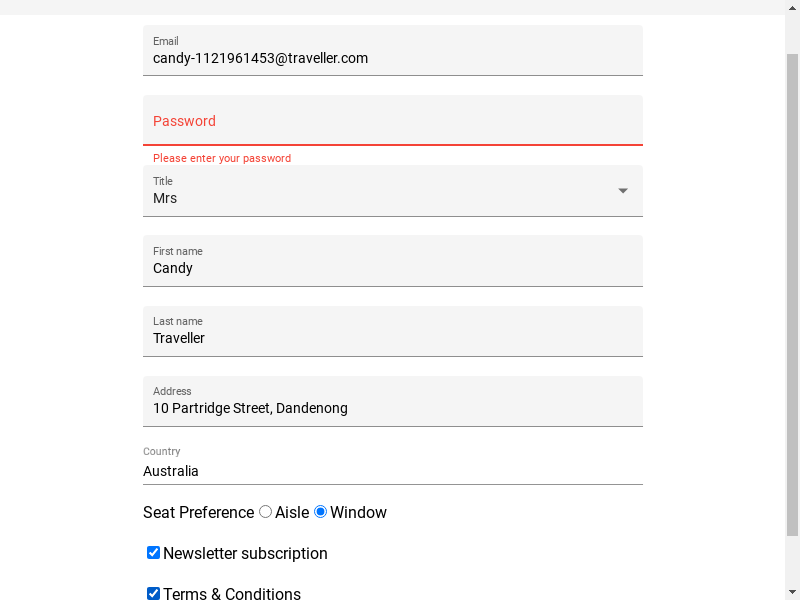 Email
candy-1121961453@traveller.com
Password
Please enter your password
Title
Mrs
First name
Candy
Last name
Traveller
Address
10 Partridge Street, Dandenong
Country
Australia
Seat Preference Aisle Window
Newsletter subscription
Terms & Conditions